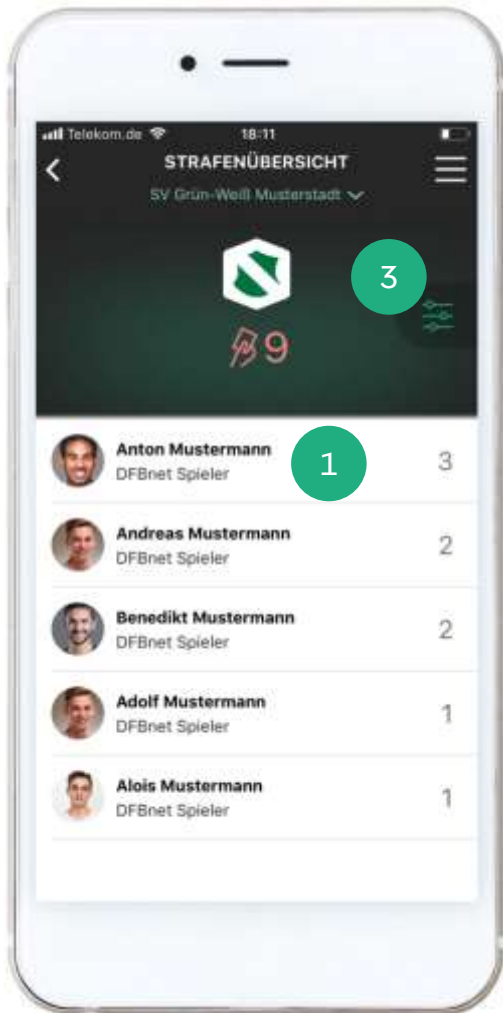 Telekom.de 18:11
STRAFENÜBERSICHT
SV Grün-Weiß Musterstadt
3
9
Anton Mustermann
DFBnet Spieler
1
3
Andreas Mustermann
DFBnet Spieler
2
Benedikt Mustermann
DFBnet Spieler
2
Adolf Mustermann
DFBnet Spieler
1
Alois Mustermann
DFBnet Spieler
1